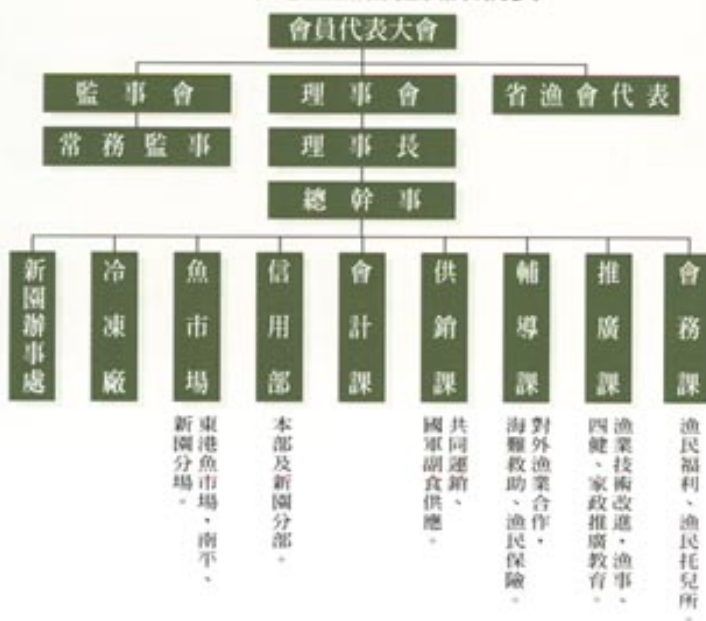 會員代表大會
監事會
理事會
省漁會代表
常務監事
理事長
總幹事
會務課
推廣課
輔導課
供銷課
會計課
信用部
魚市場
冷凍廠
新園辦事處
漁民福利、漁民托兒所。
漁業技術改進,漁事、
四健、家政推廣教育。
對外漁業合作,
海難救助、漁民保險。
共同運銷、
國軍副食供應。
本部及新園分部。
東港魚市場,南平、
新園分場。